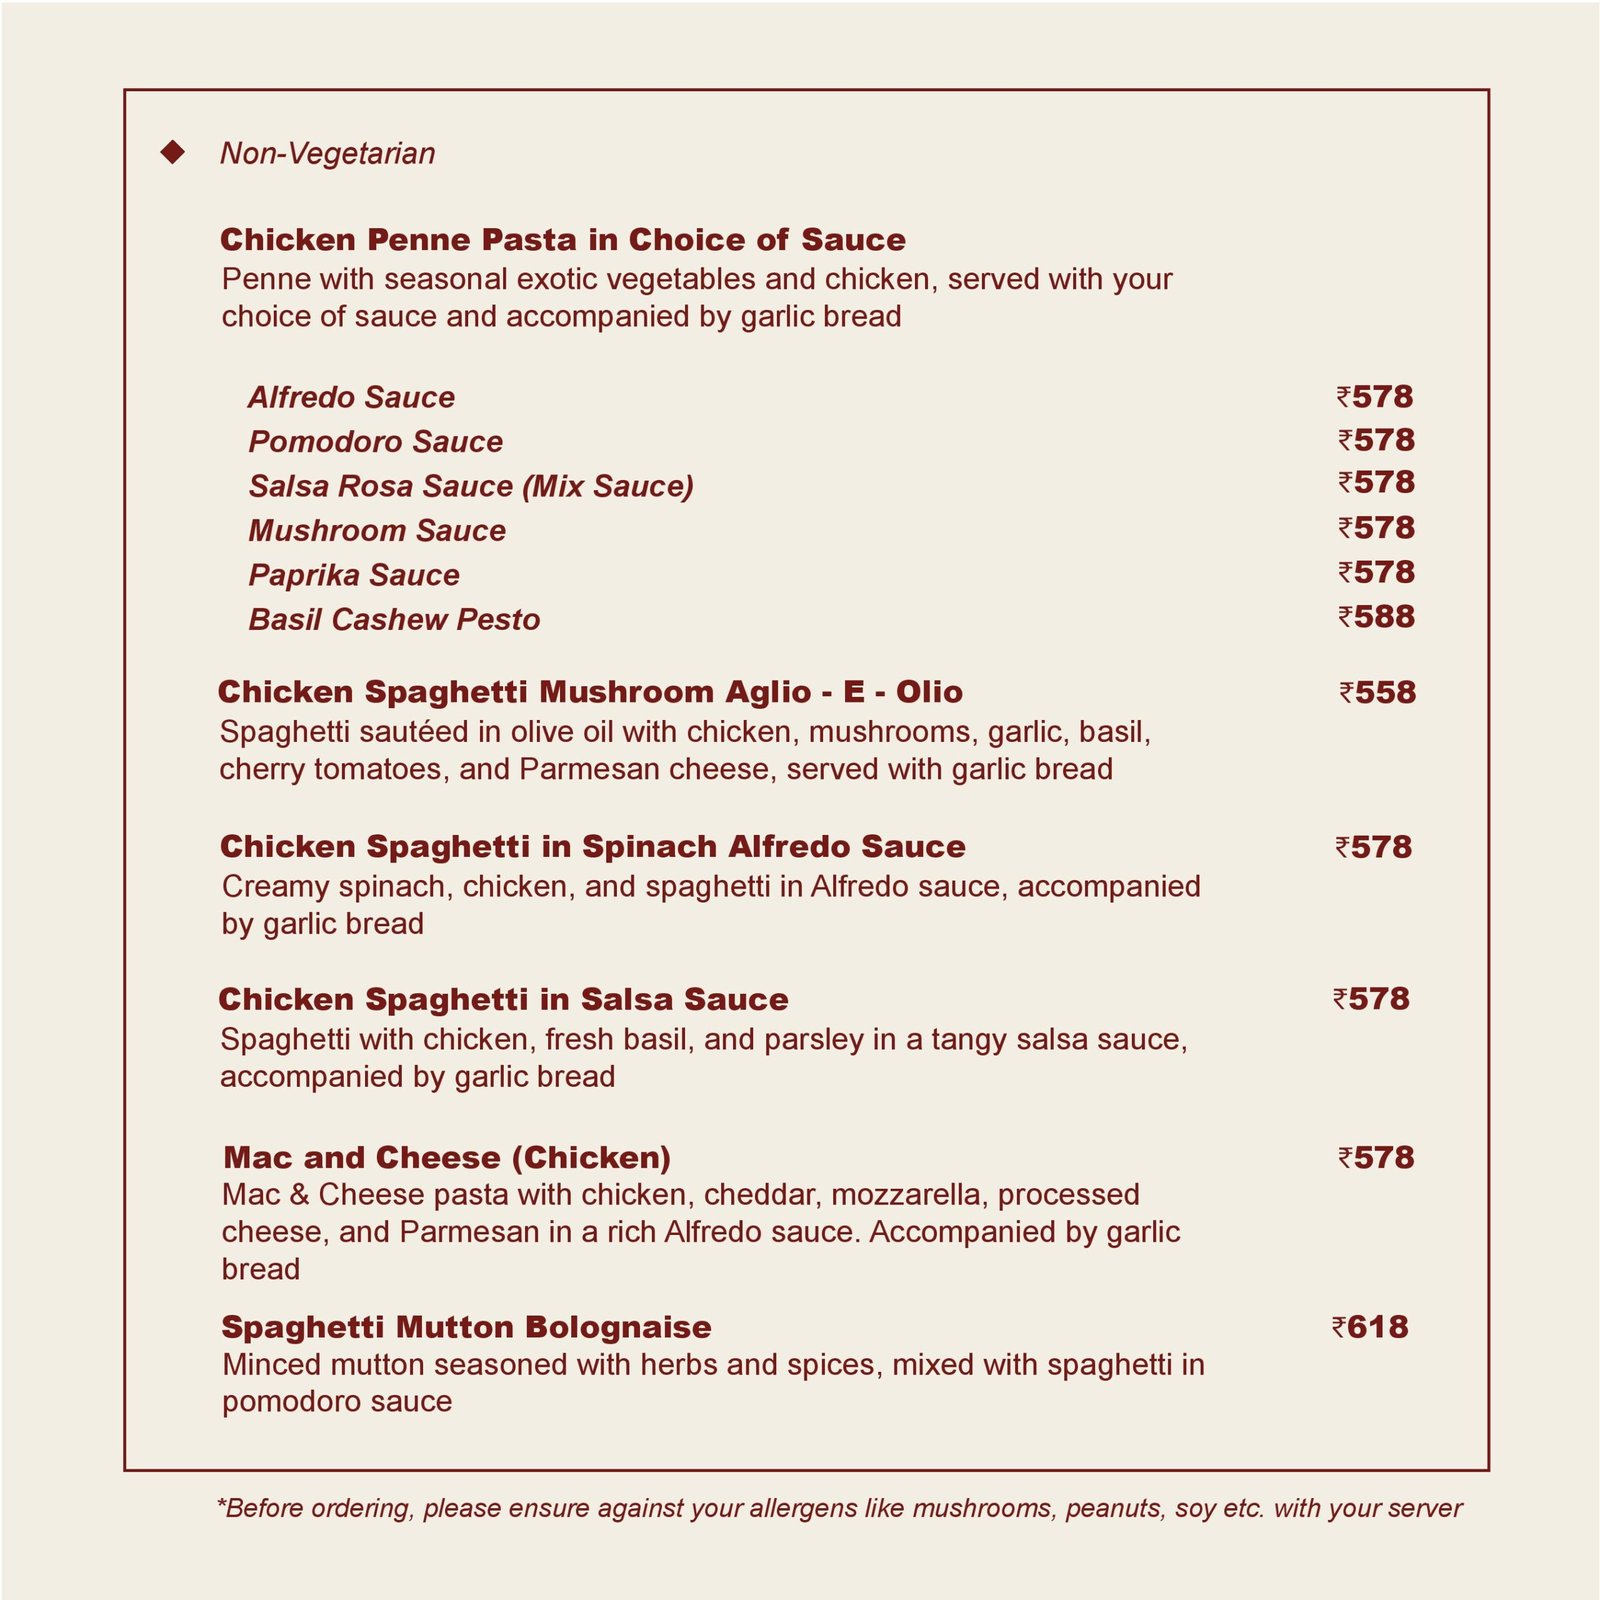 Non-Vegetarian
Chicken Penne Pasta in Choice of Sauce
Penne with seasonal exotic vegetables and chicken, served with your
choice of sauce and accompanied by garlic bread
Alfredo Sauce ₹578
Pomodoro Sauce ₹578
Salsa Rosa Sauce (Mix Sauce) ₹578
Mushroom Sauce ₹578
Paprika Sauce ₹578
Basil Cashew Pesto ₹588
Chicken Spaghetti Mushroom Aglio - E - Olio ₹558
Spaghetti sautéed in olive oil with chicken, mushrooms, garlic, basil,
cherry tomatoes, and Parmesan cheese, served with garlic bread
Chicken Spaghetti in Spinach Alfredo Sauce ₹578
Creamy spinach, chicken, and spaghetti in Alfredo sauce, accompanied
by garlic bread
Chicken Spaghetti in Salsa Sauce ₹578
Spaghetti with chicken, fresh basil, and parsley in a tangy salsa sauce,
accompanied by garlic bread
Mac and Cheese (Chicken) ₹578
Mac & Cheese pasta with chicken, cheddar, mozzarella, processed
cheese, and Parmesan in a rich Alfredo sauce. Accompanied by garlic
bread
Spaghetti Mutton Bolognaise ₹618
Minced mutton seasoned with herbs and spices, mixed with spaghetti in
pomodoro sauce
*Before ordering, please ensure against your allergens like mushrooms, peanuts, soy etc. with your server